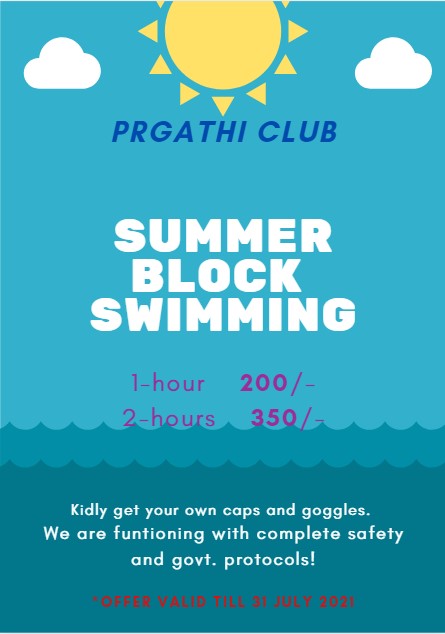 PRGATHI CLUB
SUMMER
BLOCK
SWIMMING
1-hour 200/-
2-hours 350/-
Kidly get your own caps and goggles.
We are funtioning with complete safety
and govt. protocols!
*OFFER VALID TILL 31 JULY 2021